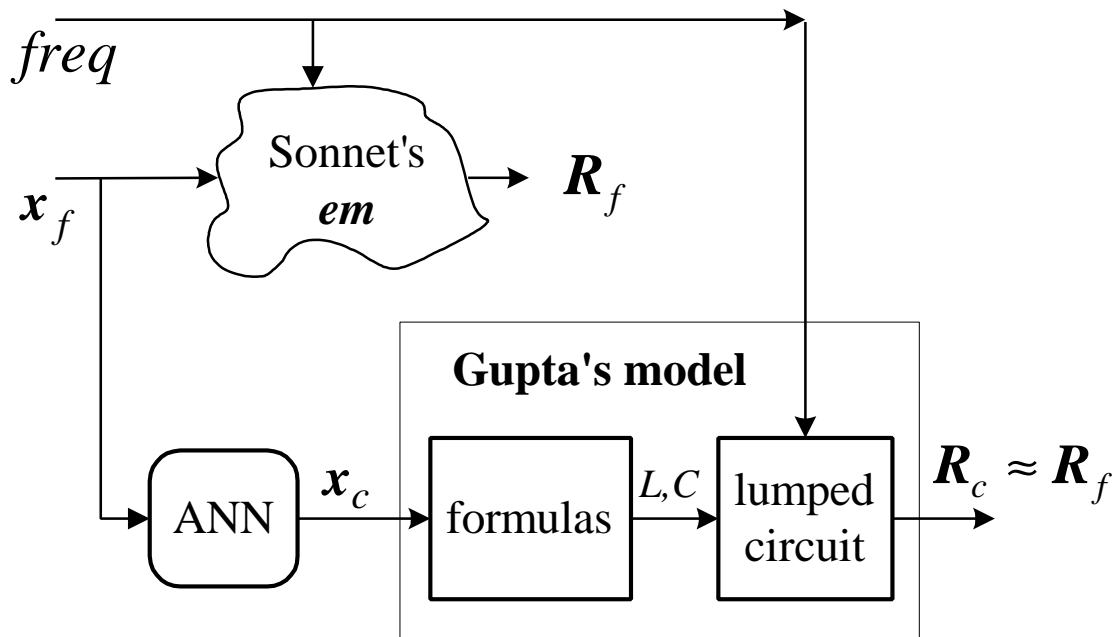 freq
Sonnet's
em
R_f
x_f
Gupta's model
ANN
x_c
formulas
L,C
lumped
circuit
R_c ≈ R_f